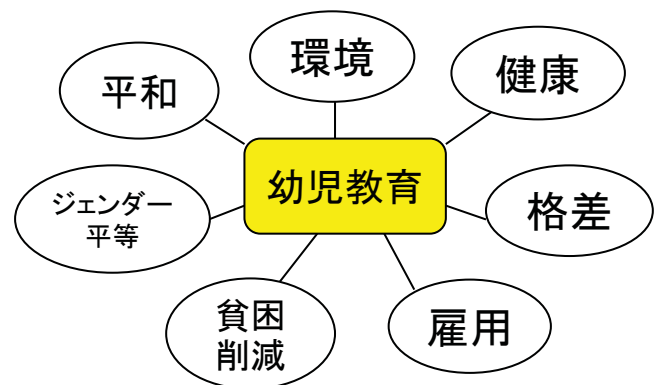 環境
健康
平和
幼児教育
ジェンダー
平等
格差
貧困
削減
雇用